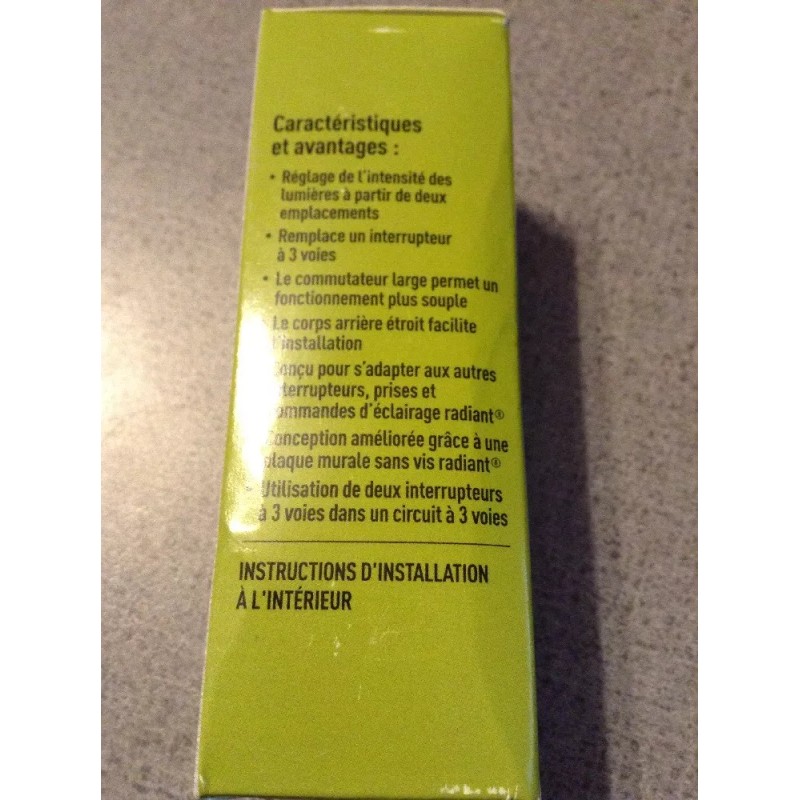 Caractéristiques
et avantages :
• Réglage de l'intensité des
lumières à partir de deux
emplacements
• Remplace un interrupteur
à 3 voies
• Le commutateur large permet un
fonctionnement plus souple
Le corps arrière étroit facilite
l'installation
Conçu pour s'adapter aux autres
interrupteurs, prises et
commandes d'éclairage radiant®
Conception améliorée grâce à une
plaque murale sans vis radiant®
• Utilisation de deux interrupteurs
à 3 voies dans un circuit à 3 voies
INSTRUCTIONS D'INSTALLATION
À L'INTÉRIEUR